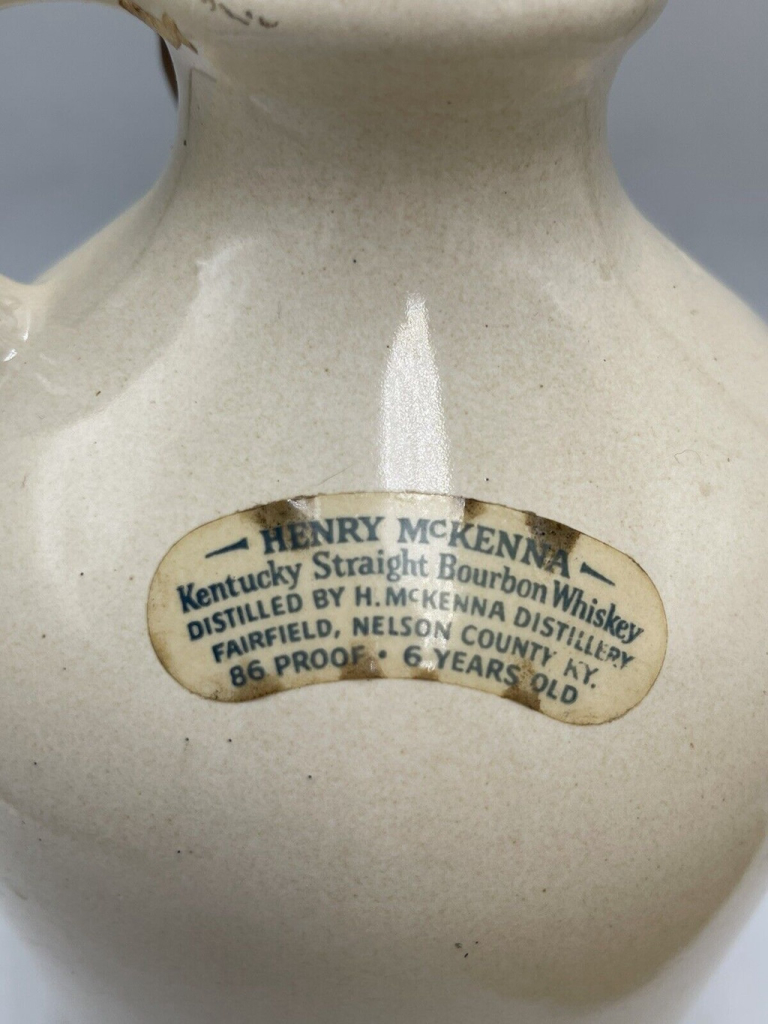 HENRY McKENNA
Kentucky Straight Bourbon Whiskey
DISTILLED BY H. McKENNA DISTILLERY
FAIRFIELD, NELSON COUNTY KY.
86 PROOF • 6 YEARS OLD